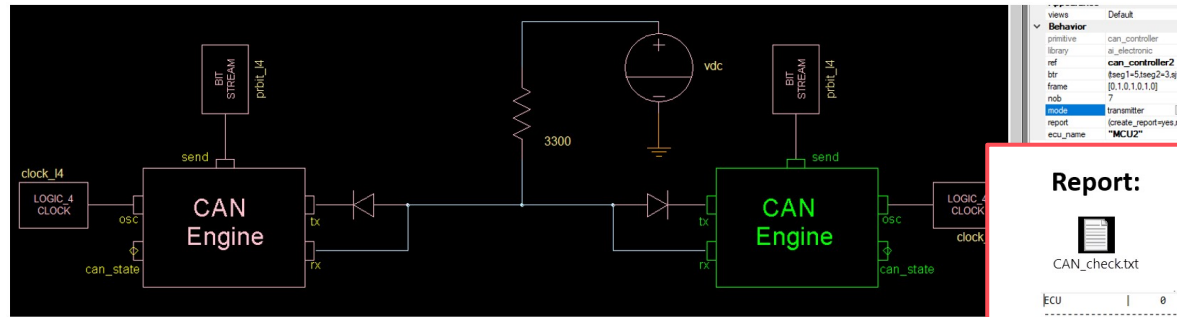 BIT
STREAM
prbit_l4
send
clock_l4
LOGIC_4
CLOCK
osc
can_state
CAN
Engine
tx
rx
3300
vdc
BIT
STREAM
prbit_l4
send
tx
rx
CAN
Engine
osc
can_state
LOGIC_4
CLOCK
clock_
views Default
Behavior
primitive can_controller
library ai_electronic
ref can_controller2
btr (tseg1=5,tseg2=3,sj
frame [0,1,0,1,0,1,0]
nob 7
mode transmitter
report (create_report=yes,r
ecu_name "MCU2"
Report:
CAN_check.txt
ECU | 0